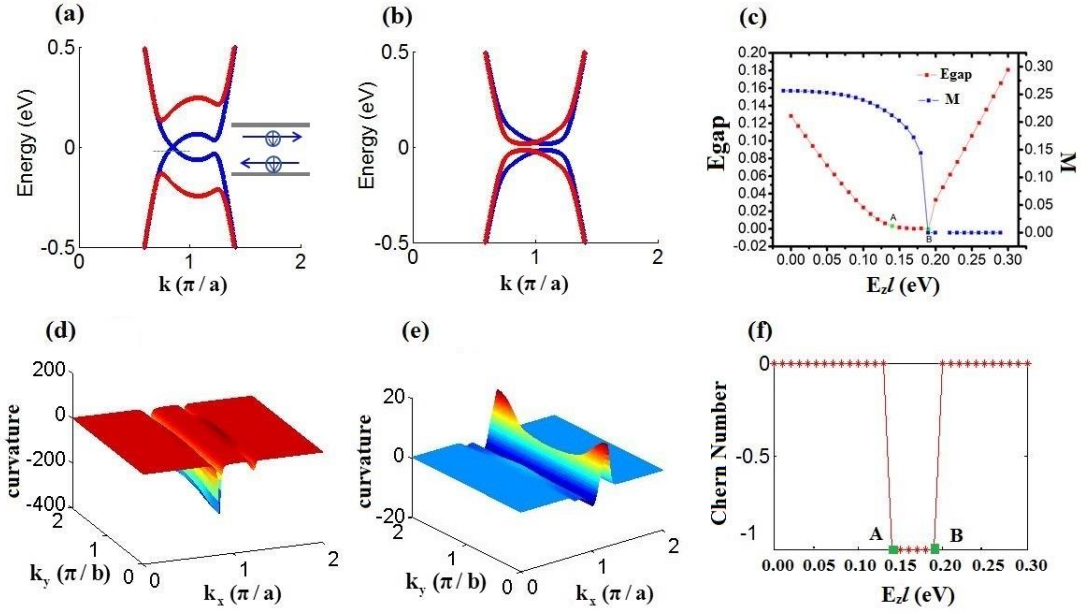 (a)
0.5
0
-0.5
Energy (eV)
0
1
2
k (π / a)
(b)
0.5
0
-0.5
Energy (eV)
0
1
2
k (π / a)
(c)
0.20
0.18
0.16
0.14
0.12
0.10
0.08
0.06
0.04
0.02
0.00
-0.02
Egap
Egap
M
A
B
0.30
0.25
0.20
0.15
0.10
0.05
0.00
M
0.00 0.05 0.10 0.15 0.20 0.25 0.30
E_z l (eV)
(d)
200
0
-200
-400
curvature
2
1
0
k_y (π / b)
0
1
2
k_x (π / a)
(e)
20
0
-20
curvature
2
1
0
k_y (π / b)
0
1
2
k_x (π / a)
(f)
0
-0.5
-1
Chern Number
A
B
0.00 0.05 0.10 0.15 0.20 0.30
E_z l (eV)